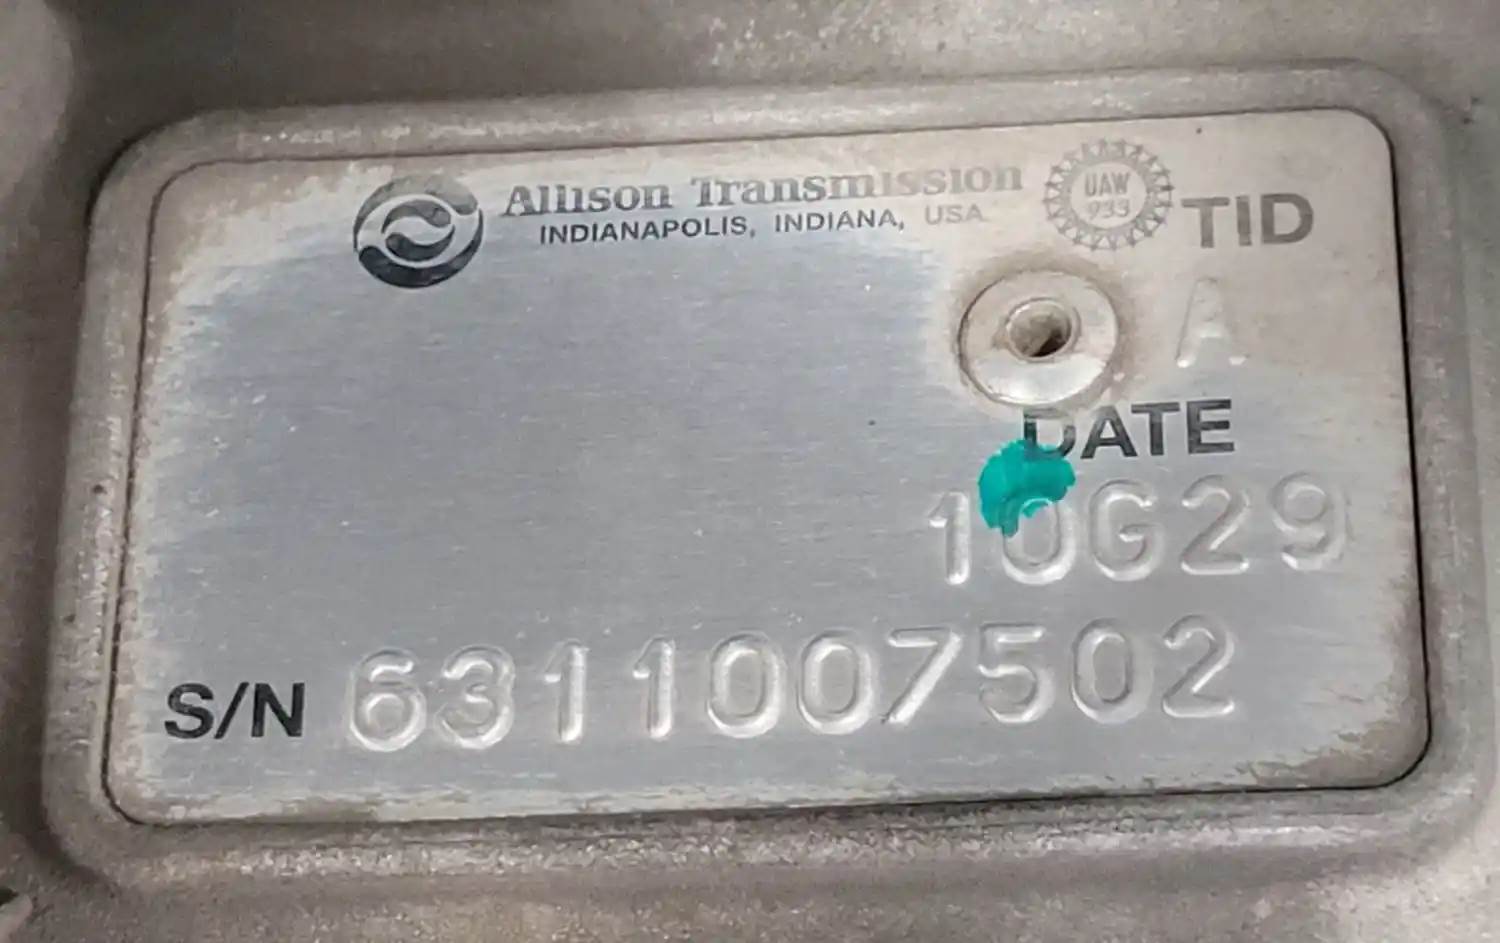 Allison Transmission
INDIANAPOLIS, INDIANA, USA
UAW
933
TID
A
DATE
10G29
S/N 6311007502